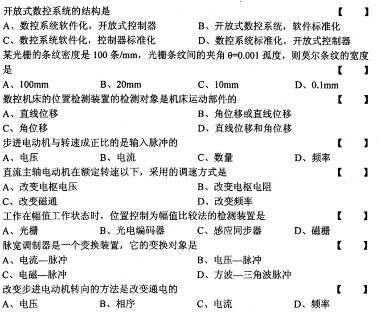 开放式数控系统的结构是 【 】
A、数控系统软件化,开放式控制器 B、开放式数控系统,软件标准化
C、数控系统软件化,控制器标准化 D、数控系统标准化,开放式控制器
某光栅的条纹密度是 100 条/mm,光栅条纹间的夹角 θ=0.001 孤度,则莫尔条纹的宽度
是 【 】
A、100mm B、20mm C、10mm D、0.1mm
数控机床的位置检测装置的检测对象是机床运动部件的 【 】
A、直线位移 B、角位移或直线位移
C、角位移 D、直线位移和角位移
步进电动机与转速成正比的是输入脉冲的 【 】
A、电压 B、电流 C、数量 D、频率
直流主轴电动机在额定转速以下,采用的调速方式是 【 】
A、改变电枢电压 B、改变电枢电阻
C、改变磁通 D、改变频率
工作在幅值工作状态时,位置控制为幅值比较法的检测装置是 【 】
A、光栅 B、光电编码器 C、感应同步器 D、磁栅
脉宽调制器是一个变换装置,它的变换对象是 【 】
A、电流—脉冲 B、电压—脉冲
C、电磁—脉冲 D、方波—三角波脉冲
改变步进电动机转向的方法是改变通电的 【 】
A、电压 B、相序 C、电流 D、频率